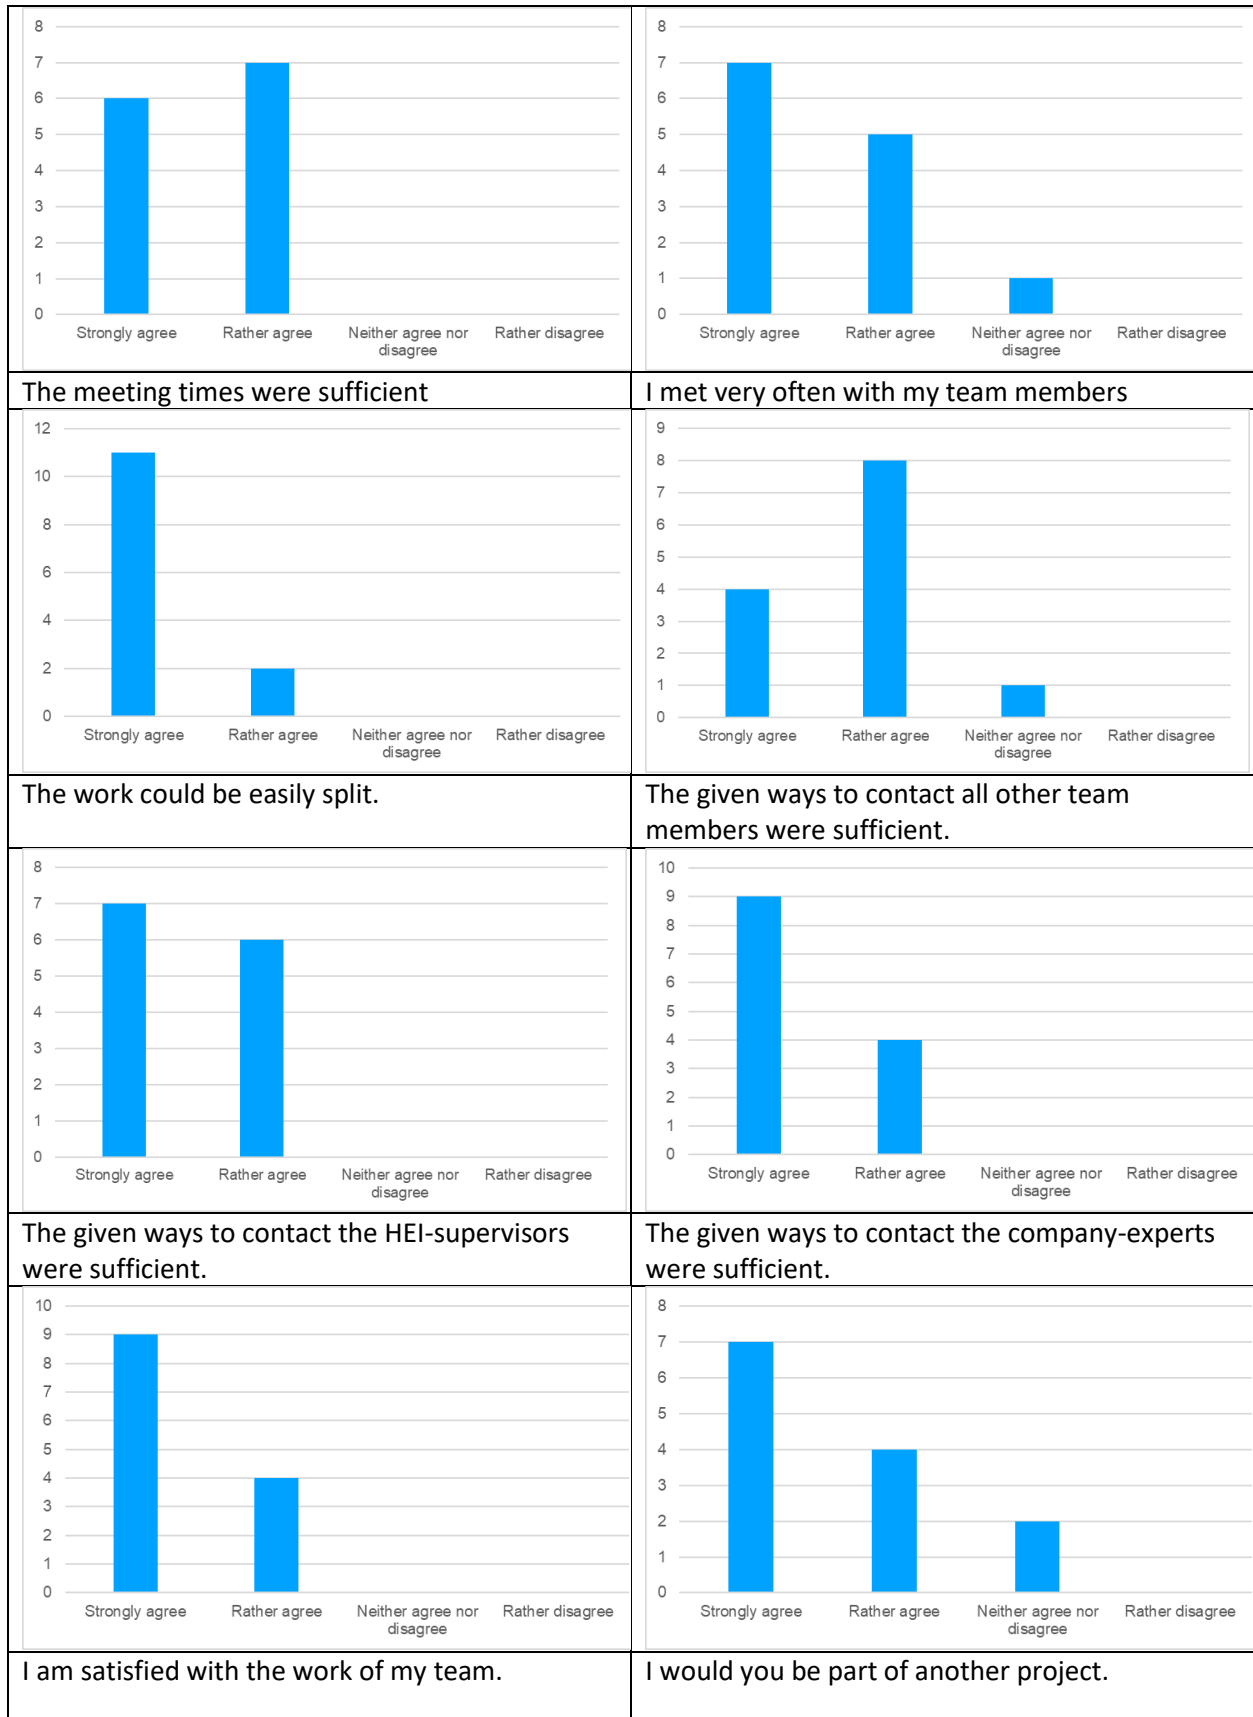 8
7
6
5
4
3
2
1
0
Strongly agree
Rather agree
Neither agree nor
disagree
Rather disagree
The meeting times were sufficient
8
7
6
5
4
3
2
1
0
Strongly agree
Rather agree
Neither agree nor
disagree
Rather disagree
I met very often with my team members
12
10
8
6
4
2
0
Strongly agree
Rather agree
Neither agree nor
disagree
Rather disagree
The work could be easily split.
9
8
7
6
5
4
3
2
1
0
Strongly agree
Rather agree
Neither agree nor
disagree
Rather disagree
The given ways to contact all other team
members were sufficient.
8
7
6
5
4
3
2
1
0
Strongly agree
Rather agree
Neither agree nor
disagree
Rather disagree
The given ways to contact the HEI-supervisors
were sufficient.
10
9
8
7
6
5
4
3
2
1
0
Strongly agree
Rather agree
Neither agree nor
disagree
Rather disagree
The given ways to contact the company-experts
were sufficient.
10
9
8
7
6
5
4
3
2
1
0
Strongly agree
Rather agree
Neither agree nor
disagree
Rather disagree
I am satisfied with the work of my team.
8
7
6
5
4
3
2
1
0
Strongly agree
Rather agree
Neither agree nor
disagree
Rather disagree
I would you be part of another project.